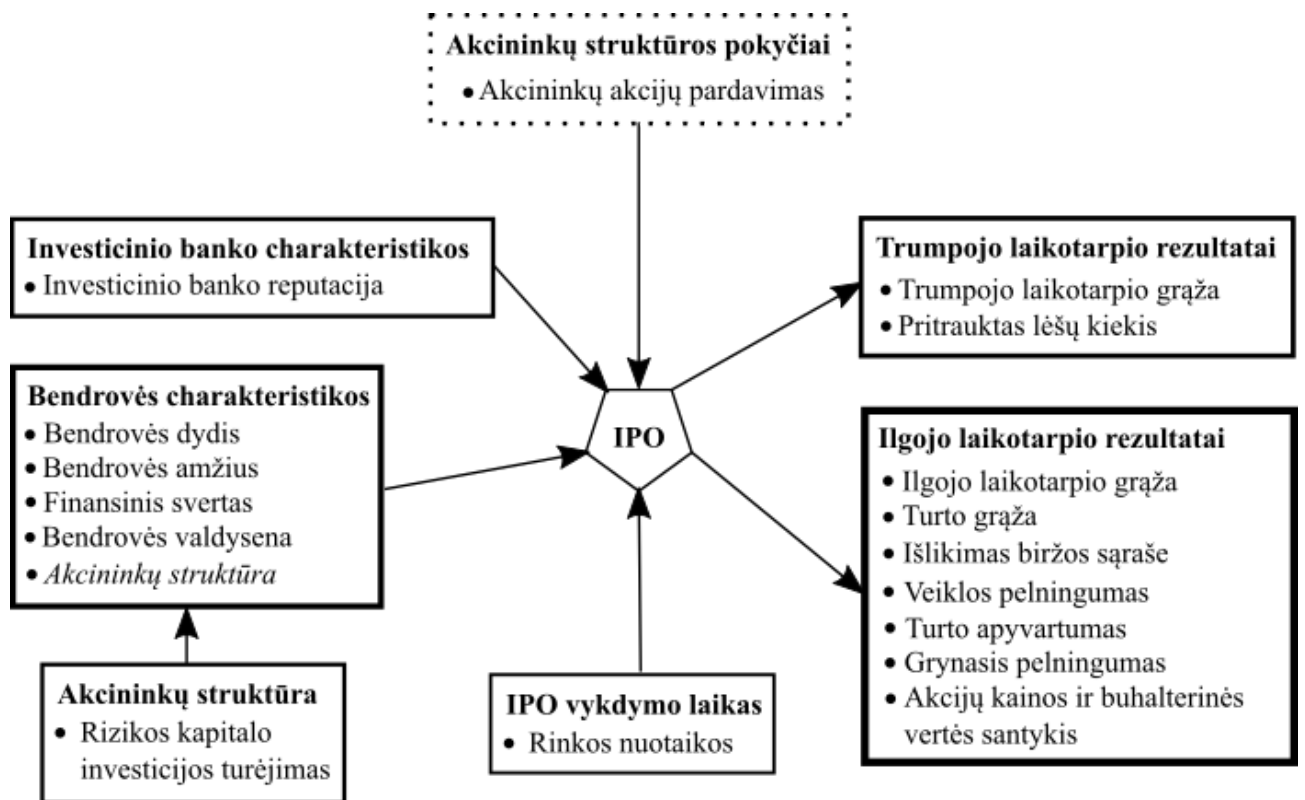 Akcininkų struktūros pokyčiai
• Akcininkų akcijų pardavimas
Investicinio banko charakteristikos
• Investicinio banko reputacija
Trumpojo laikotarpio rezultatai
• Trumpojo laikotarpio grąža
• Pritrauktas lėšų kiekis
Bendrovės charakteristikos
• Bendrovės dydis
• Bendrovės amžius
• Finansinis svertas
• Bendrovės valdysena
• Akcininkų struktūra
IPO
Ilgojo laikotarpio rezultatai
• Ilgojo laikotarpio grąža
• Turto grąža
• Išlikimas biržos sąraše
• Veiklos pelningumas
• Turto apyvartumas
• Grynasis pelningumas
• Akcijų kainos ir buhalterinės
vertės santykis
Akcininkų struktūra
• Rizikos kapitalo
investicijos turėjimas
IPO vykdymo laikas
• Rinkos nuotaikos